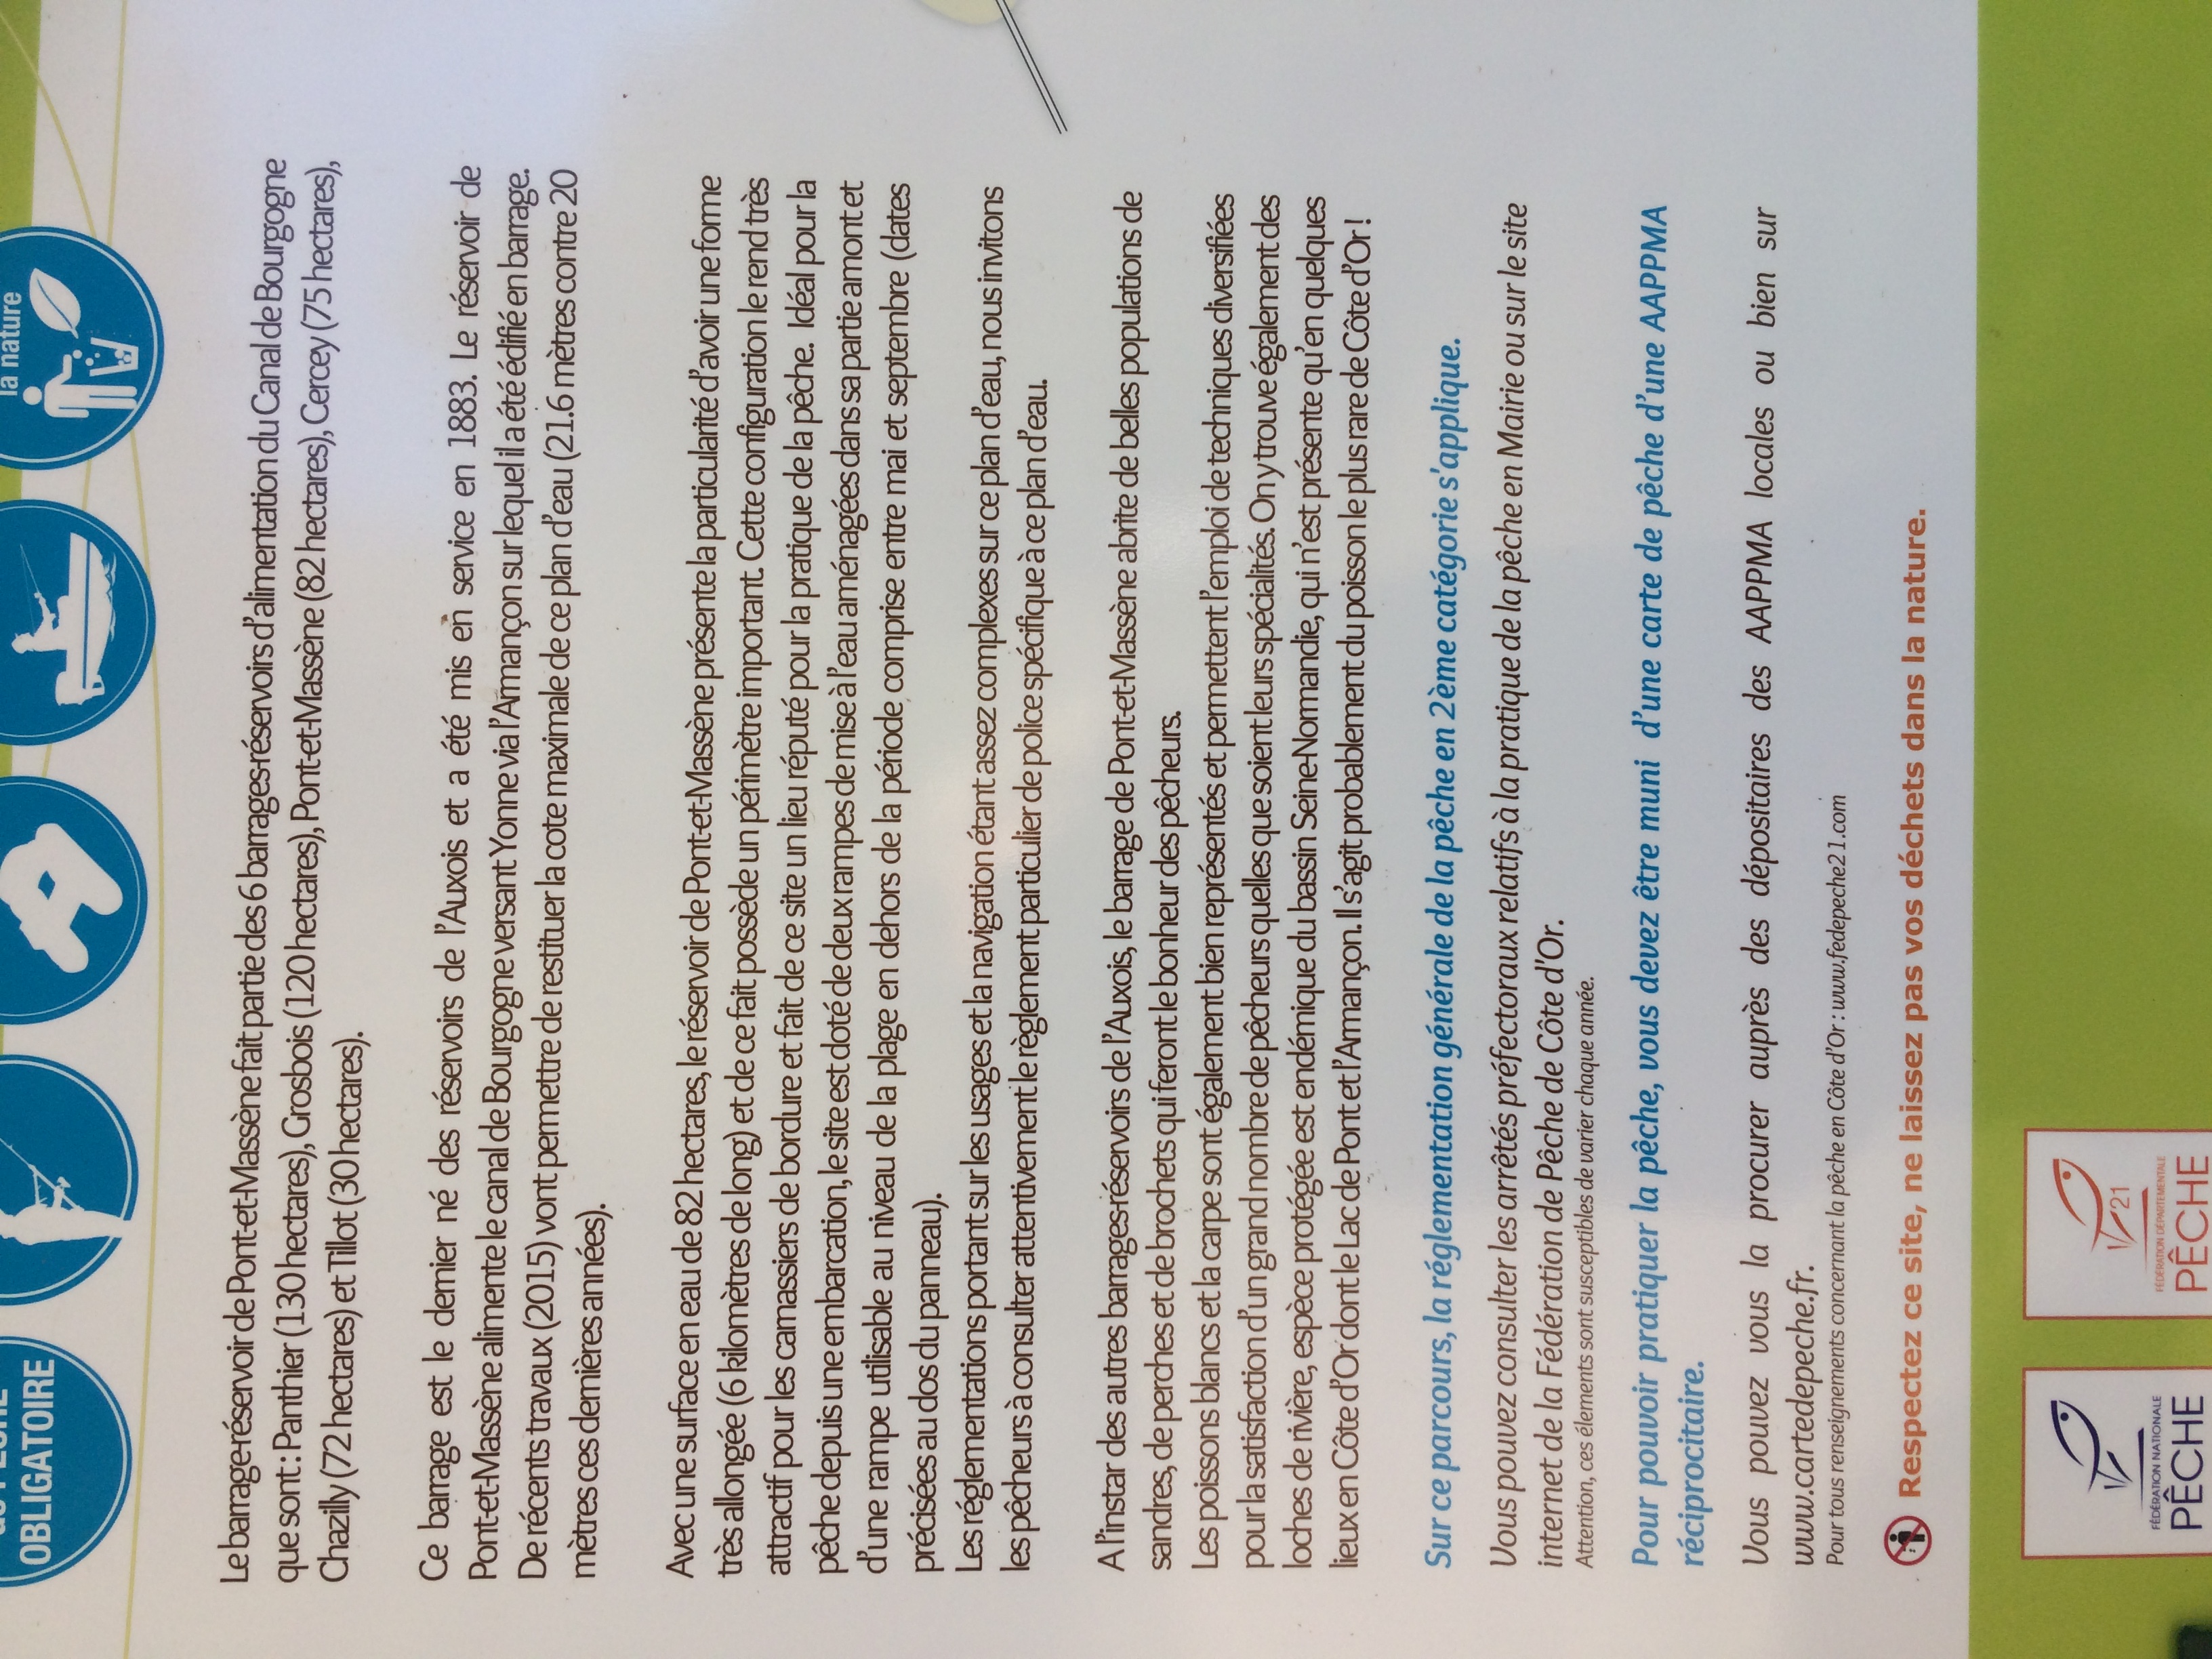 de PÊCHE
OBLIGATOIRE
la nature
Le barrage-réservoir de Pont-et-Massène fait partie des 6 barrages-réservoirs d'alimentation du Canal de Bourgogne
que sont : Panthier (130 hectares), Grosbois (120 hectares), Pont-et-Massène (82 hectares), Cercey (75 hectares),
Chazilly (72 hectares) et Tillot (30 hectares).
Ce barrage est le dernier né des réservoirs de l'Auxois et a été mis en service en 1883. Le réservoir de
Pont-et-Massène alimente le canal de Bourgogne versant Yonne via l'Armançon sur lequel il a été édifié en barrage.
De récents travaux (2015) vont permettre de restituer la cote maximale de ce plan d'eau (21.6 mètres contre 20
mètres ces dernières années).
Avec une surface en eau de 82 hectares, le réservoir de Pont-et-Massène présente la particularité d'avoir une forme
très allongée (6 kilomètres de long) et de ce fait possède un périmètre important. Cette configuration le rend très
attractif pour les carnassiers de bordure et fait de ce site un lieu réputé pour la pratique de la pêche. Idéal pour la
pêche depuis une embarcation, le site est doté de deux rampes de mise à l'eau aménagées dans sa partie amont et
d'une rampe utilisable au niveau de la plage en dehors de la période comprise entre mai et septembre (dates
précisées au dos du panneau).
Les réglementations portant sur les usages et la navigation étant assez complexes sur ce plan d'eau, nous invitons
les pêcheurs à consulter attentivement le règlement particulier de police spécifique à ce plan d'eau.
A l'instar des autres barrages-réservoirs de l'Auxois, le barrage de Pont-et-Massène abrite de belles populations de
sandres, de perches et de brochets qui feront le bonheur des pêcheurs.
Les poissons blancs et la carpe sont également bien représentés et permettent l'emploi de techniques diversifiées
pour la satisfaction d'un grand nombre de pêcheurs quelles que soient leurs spécialités. On y trouve également des
loches de rivière, espèce protégée est endémique du bassin Seine-Normandie, qui n'est présente qu'en quelques
lieux en Côte d'Or dont le Lac de Pont et l'Armançon. Il s'agit probablement du poisson le plus rare de Côte d'Or !
Sur ce parcours, la réglementation générale de la pêche en 2ème catégorie s'applique.
Vous pouvez consulter les arrêtés préfectoraux relatifs à la pratique de la pêche en Mairie ou sur le site
internet de la Fédération de Pêche de Côte d'Or.
Attention, ces élements sont susceptibles de varier chaque année.
Pour pouvoir pratiquer la pêche, vous devez être muni d'une carte de pêche d'une AAPPMA
réciprocitaire.
Vous pouvez vous la procurer auprès des dépositaires des AAPPMA locales ou bien sur
www.cartedepeche.fr.
Pour tous renseignements concernant la pêche en Côte d'Or : www.fedepeche21.com
Respectez ce site, ne laissez pas vos déchets dans la nature.
21
FÉDÉRATION NATIONALE
PÊCHE
FÉDÉRATION DÉPARTEMENTALE
PÊCHE